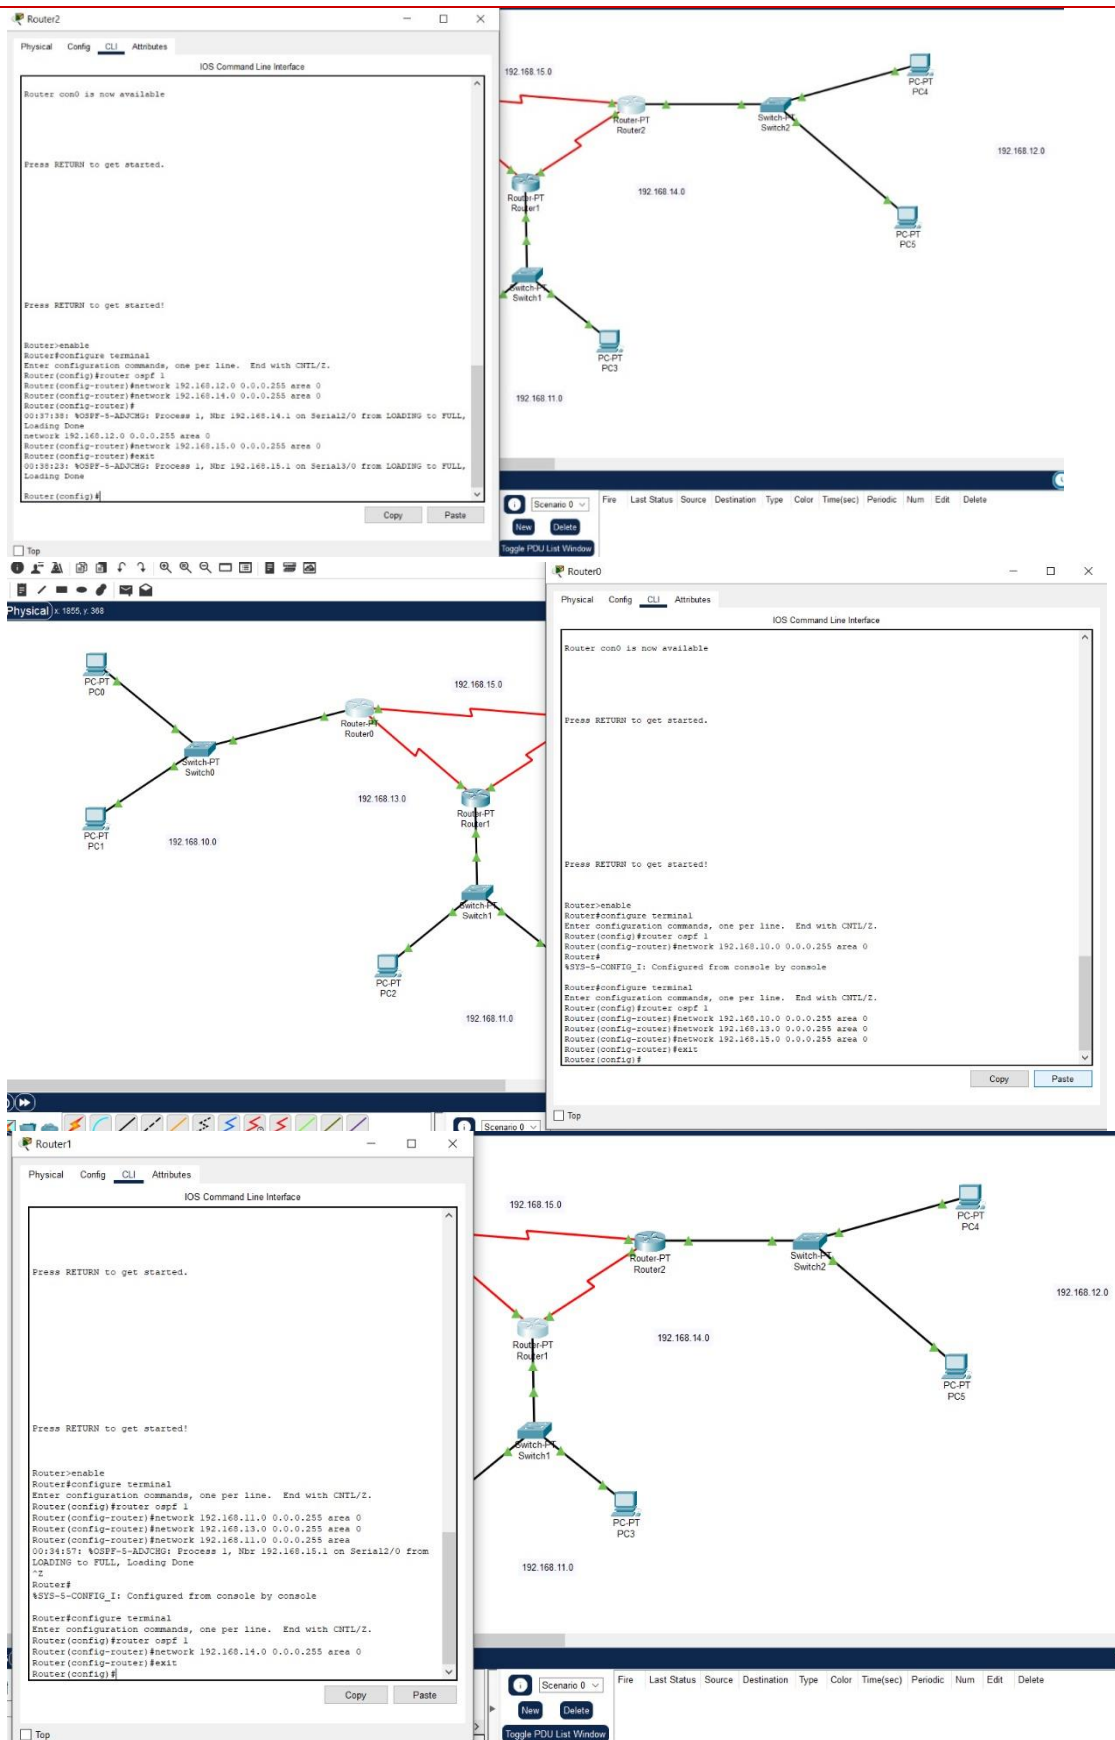 Router2
Physical Config CLI Attributes
IOS Command Line Interface
Router con0 is now available
Press RETURN to get started.
Press RETURN to get started!
Router>enable
Router#configure terminal
Enter configuration commands, one per line. End with CNTL/Z.
Router(config)#router ospf 1
Router(config-router)#network 192.168.12.0 0.0.0.255 area 0
Router(config-router)#network 192.168.14.0 0.0.0.255 area 0
Router(config-router)#
00:37:38: %OSPF-5-ADJCHG: Process 1, Nbr 192.168.14.1 on Serial2/0 from LOADING to FULL,
Loading Done
network 192.168.12.0 0.0.0.255 area 0
Router(config-router)#network 192.168.15.0 0.0.0.255 area 0
Router(config-router)#exit
00:38:23: %OSPF-5-ADJCHG: Process 1, Nbr 192.168.15.1 on Serial3/0 from LOADING to FULL,
Loading Done
Router(config)#
Copy Paste
Top
192.168.15.0
Router-PT
Router2
Switch-PT
Switch2
PC-PT
PC4
192.168.12.0
Router-PT
Router1
192.168.14.0
PC-PT
PC5
Switch-PT
Switch1
PC-PT
PC3
192.168.11.0
Scenario 0
New Delete
Toggle PDU List Window
Fire Last Status Source Destination Type Color Time(sec) Periodic Num Edit Delete
Physical x: 1855, y: 368
PC-PT
PC0
192.168.15.0
Router-PT
Router0
Switch-PT
Switch0
192.168.13.0
Router-PT
Router1
PC-PT
PC1
192.168.10.0
Switch-PT
Switch1
PC-PT
PC2
192.168.11.0
Scenario 0
Router0
Physical Config CLI Attributes
IOS Command Line Interface
Router con0 is now available
Press RETURN to get started.
Press RETURN to get started!
Router>enable
Router#configure terminal
Enter configuration commands, one per line. End with CNTL/Z.
Router(config)#router ospf 1
Router(config-router)#network 192.168.10.0 0.0.0.255 area 0
Router#
%SYS-5-CONFIG_I: Configured from console by console
Router#configure terminal
Enter configuration commands, one per line. End with CNTL/Z.
Router(config)#router ospf 1
Router(config-router)#network 192.168.10.0 0.0.0.255 area 0
Router(config-router)#network 192.168.13.0 0.0.0.255 area 0
Router(config-router)#network 192.168.15.0 0.0.0.255 area 0
Router(config-router)#exit
Router(config)#
Copy Paste
Top
Router1
Physical Config CLI Attributes
IOS Command Line Interface
Press RETURN to get started.
Press RETURN to get started!
Router>enable
Router#configure terminal
Enter configuration commands, one per line. End with CNTL/Z.
Router(config)#router ospf 1
Router(config-router)#network 192.168.11.0 0.0.0.255 area 0
Router(config-router)#network 192.168.13.0 0.0.0.255 area 0
Router(config-router)#network 192.168.11.0 0.0.0.255 area
00:34:57: %OSPF-5-ADJCHG: Process 1, Nbr 192.168.15.1 on Serial2/0 from
LOADING to FULL, Loading Done
^Z
Router#
%SYS-5-CONFIG_I: Configured from console by console
Router#configure terminal
Enter configuration commands, one per line. End with CNTL/Z.
Router(config)#router ospf 1
Router(config-router)#network 192.168.14.0 0.0.0.255 area 0
Router(config-router)#exit
Router(config)#
Copy Paste
Top
192.168.15.0
Router-PT
Router2
Switch-PT
Switch2
PC-PT
PC4
192.168.12.0
Router-PT
Router1
192.168.14.0
PC-PT
PC5
Switch-PT
Switch1
PC-PT
PC3
192.168.11.0
Scenario 0
New Delete
Toggle PDU List Window
Fire Last Status Source Destination Type Color Time(sec) Periodic Num Edit Delete